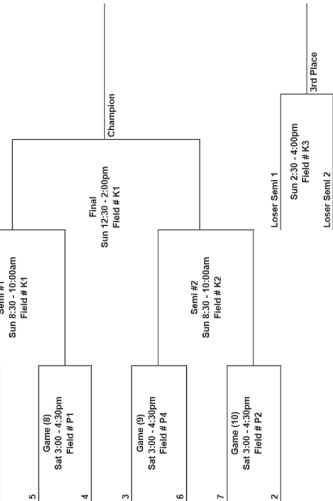 5
Game (8)
Sat 3:00 - 4:30pm
Field # P1
4
3
Game (9)
Sat 3:00 - 4:30pm
Field # P4
6
7
Game (10)
Sat 3:00 - 4:30pm
Field # P2
2
Semi #1
Sun 8:30 - 10:00am
Field # K1
Semi #2
Sun 8:30 - 10:00am
Field # K2
Final
Sun 12:30 - 2:00pm
Field # K1
Champion
Loser Semi 1
Sun 2:30 - 4:00pm
Field # K3
Loser Semi 2
3rd Place